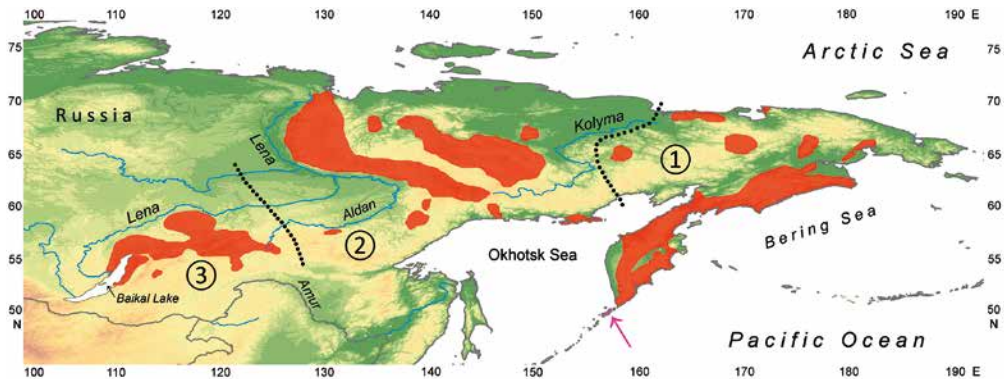 100 110 120 130 140 150 160 170 180 190 E
75
70
65
60
55
50
N
Arctic Sea
Russia
Lena
Kolyma
1
Lena
Aldan
2
Okhotsk Sea
Bering Sea
3
Baikal Lake
Amur
Pacific Ocean
75
70
65
60
55
50
N
100 110 120 130 140 150 160 170 180 190 E